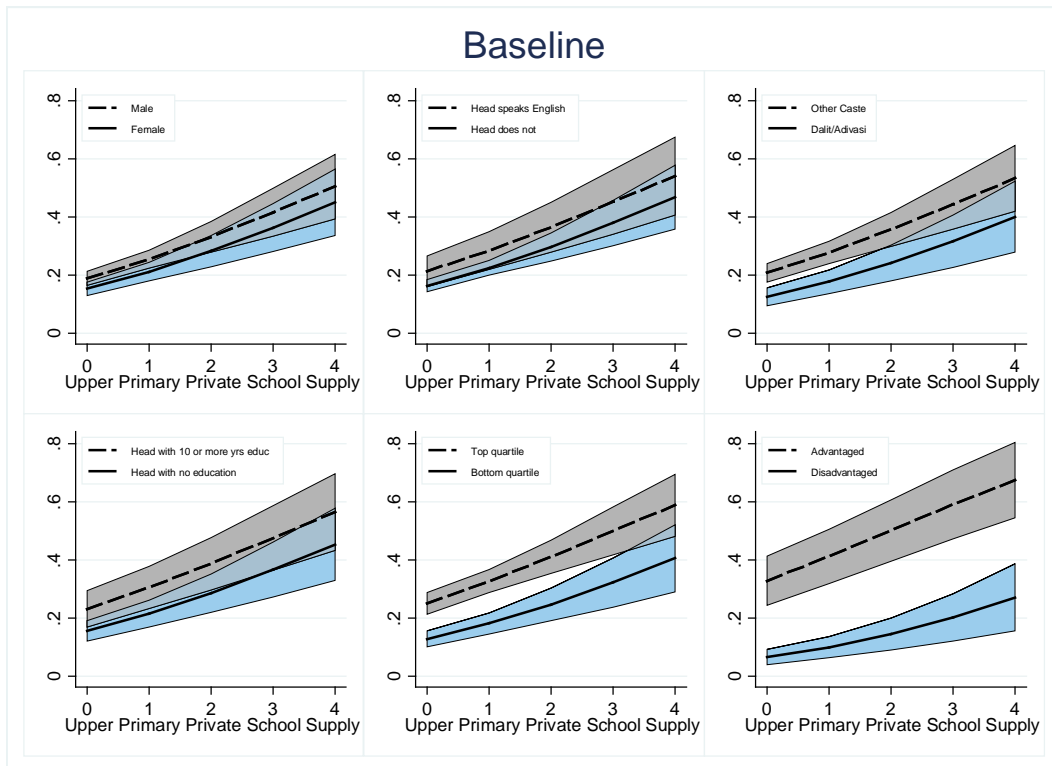 Baseline
Male
Female
.8
.6
.4
.2
0
0 1 2 3 4
Upper Primary Private School Supply
Head speaks English
Head does not
.8
.6
.4
.2
0
0 1 2 3 4
Upper Primary Private School Supply
Other Caste
Dalit/Adivasi
.8
.6
.4
.2
0
0 1 2 3 4
Upper Primary Private School Supply
Head with 10 or more yrs educ
Head with no education
.8
.6
.4
.2
0
0 1 2 3 4
Upper Primary Private School Supply
Top quartile
Bottom quartile
.8
.6
.4
.2
0
0 1 2 3 4
Upper Primary Private School Supply
Advantaged
Disadvantaged
.8
.6
.4
.2
0
0 1 2 3 4
Upper Primary Private School Supply